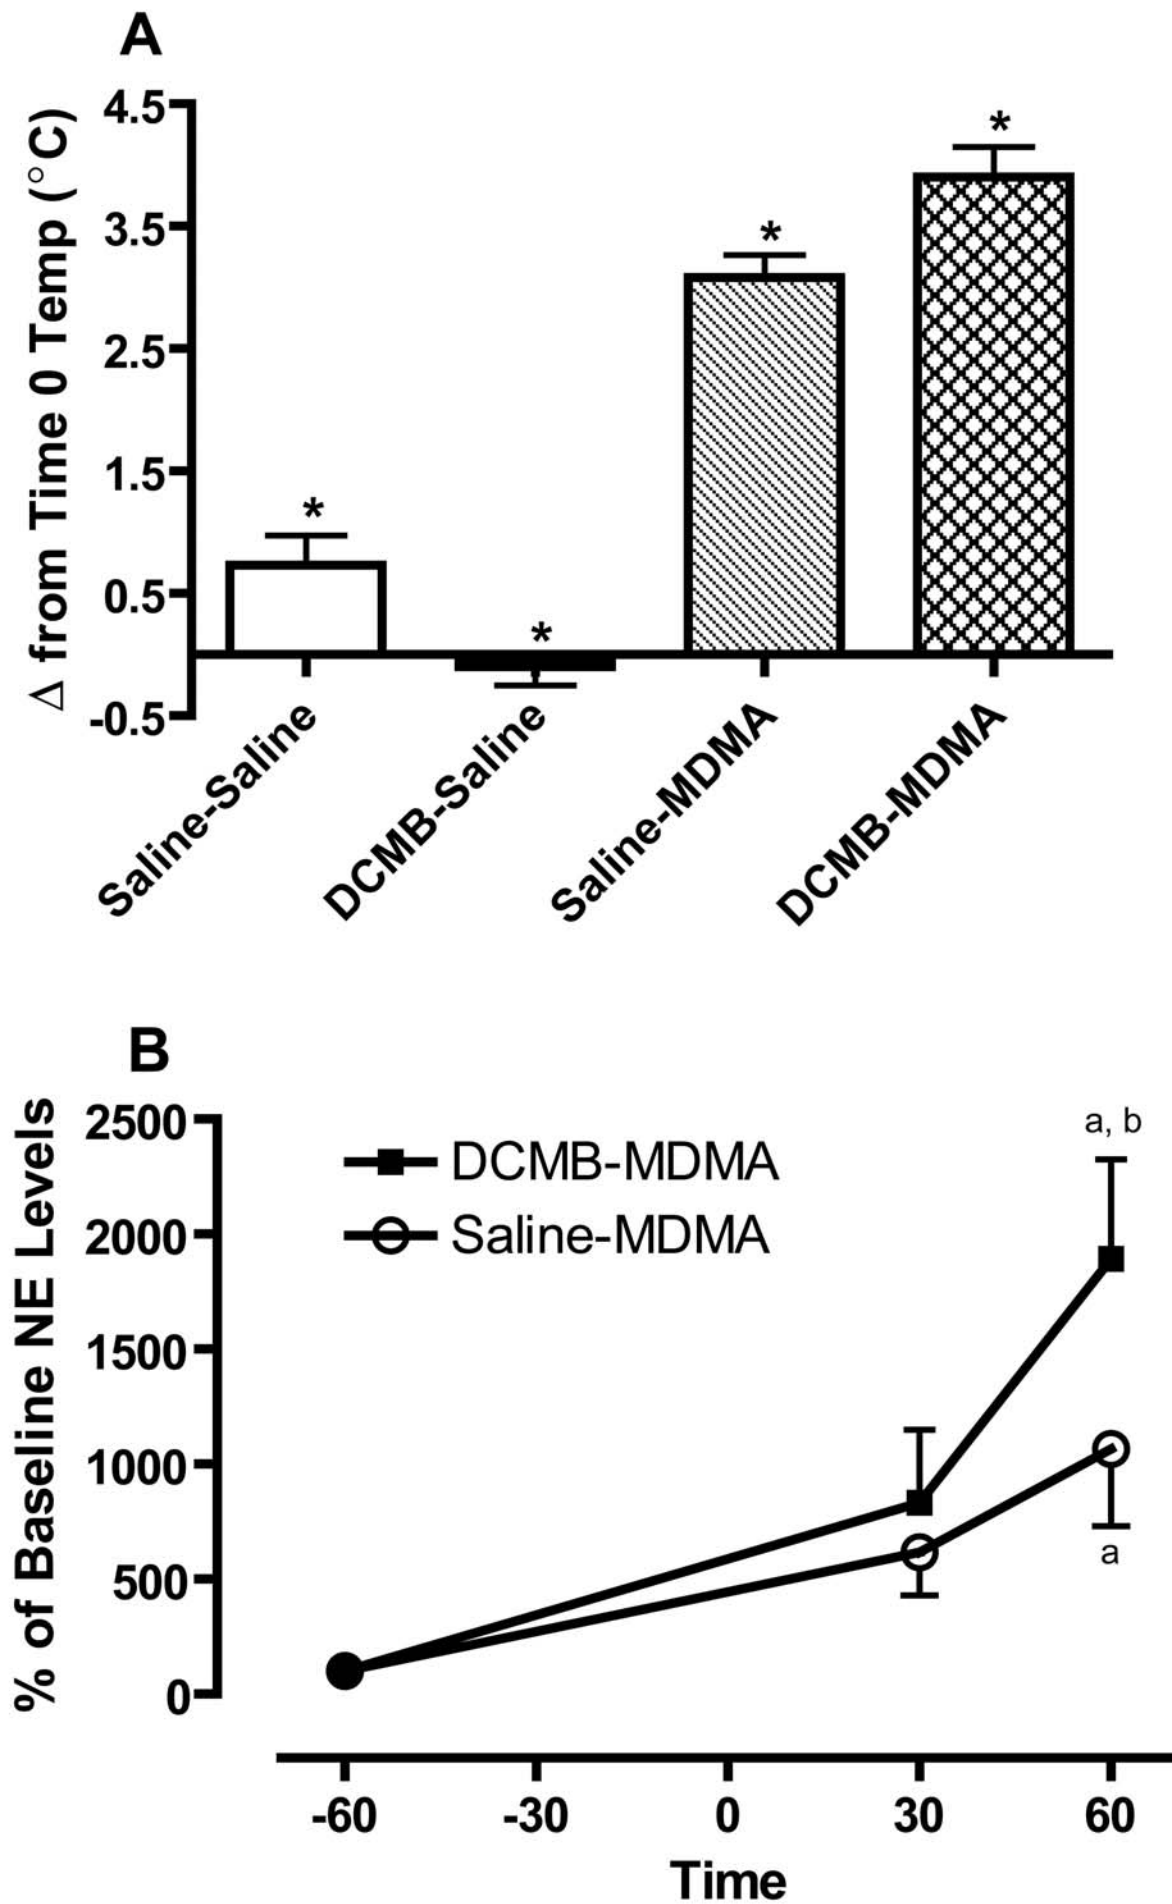 A
Δ from Time 0 Temp (°C)
4.5
3.5
2.5
1.5
0.5
-0.5
*
*
*
*
Saline-Saline
DCMB-Saline
Saline-MDMA
DCMB-MDMA
B
% of Baseline NE Levels
2500
2000
1500
1000
500
0
DCMB-MDMA
Saline-MDMA
a, b
a
-60
-30
0
30
60
Time